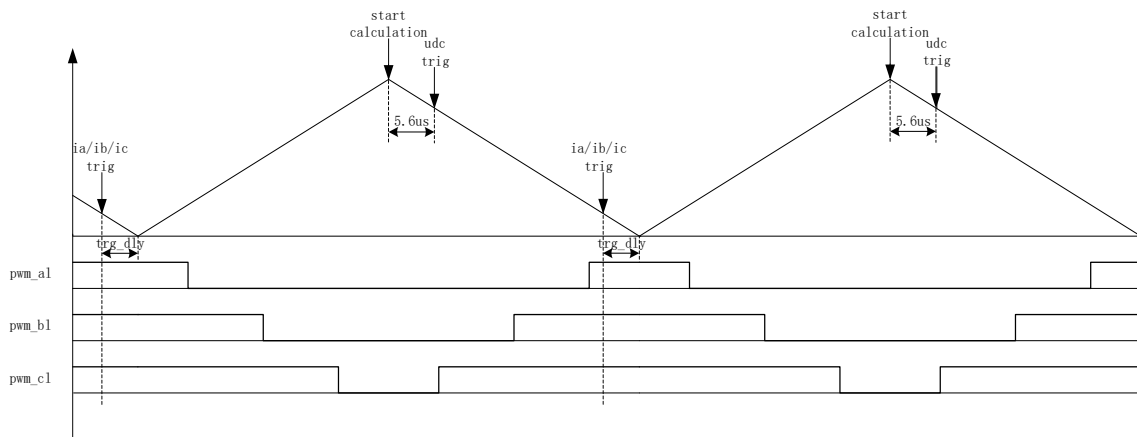 start
calculation
udc
trig
5.6us
ia/ib/ic
trig
trg_dly
start
calculation
udc
trig
5.6us
ia/ib/ic
trig
trg_dly
pwm_al
pwm_bl
pwm_cl